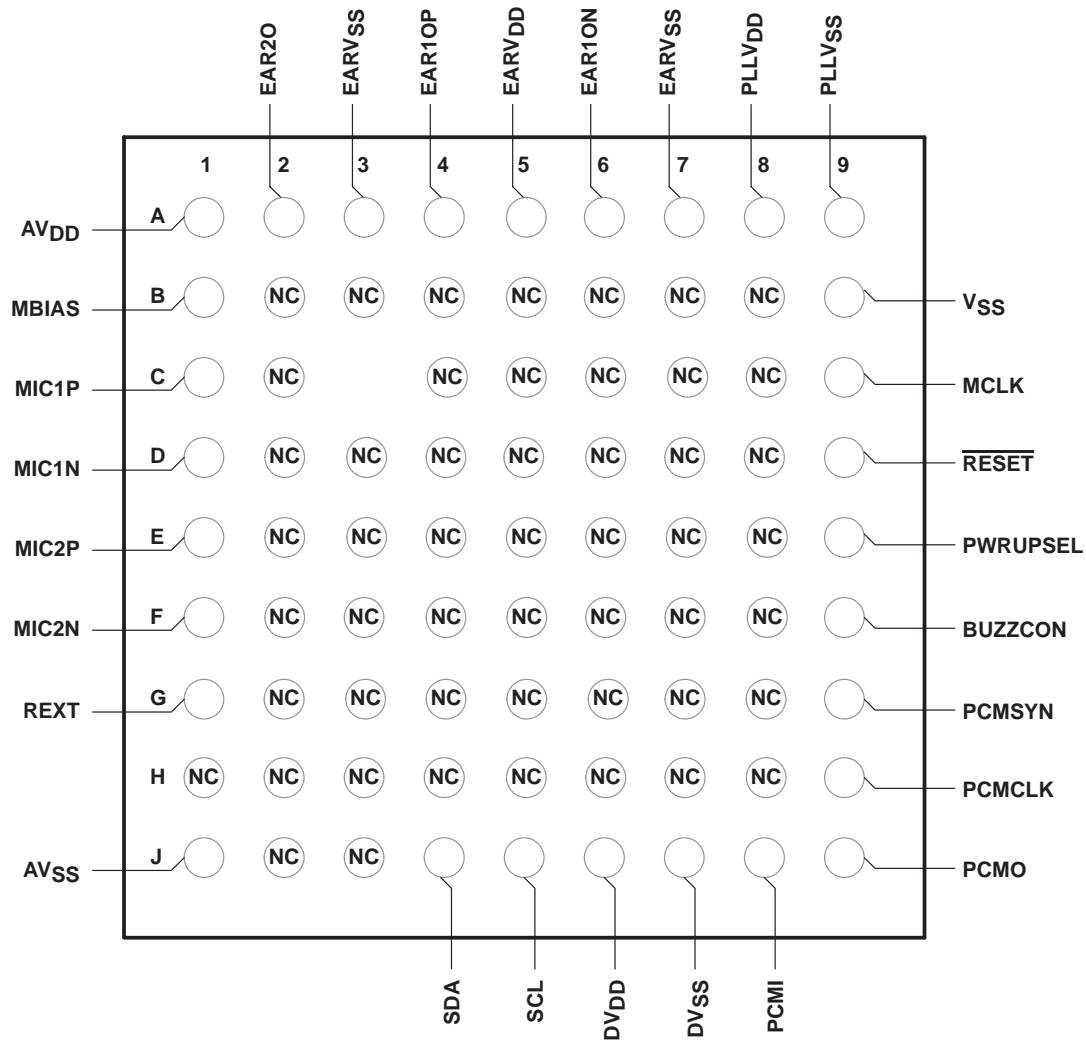 EAR2O
EARVSS
EAR1OP
EARVDD
EAR1ON
EARVSS
PLLVDD
PLLVSS
1 2 3 4 5 6 7 8 9
AVDD A
MBIAS B NC NC NC NC NC NC NC VSS
MIC1P C NC NC NC NC NC NC MCLK
MIC1N D NC NC NC NC NC NC NC RESET
MIC2P E NC NC NC NC NC NC NC PWRUPSEL
MIC2N F NC NC NC NC NC NC NC BUZZCON
REXT G NC NC NC NC NC NC NC PCMSYN
H NC NC NC NC NC NC NC NC PCMCLK
AVSS J NC NC PCMO
SDA
SCL
DVDD
DVSS
PCMI